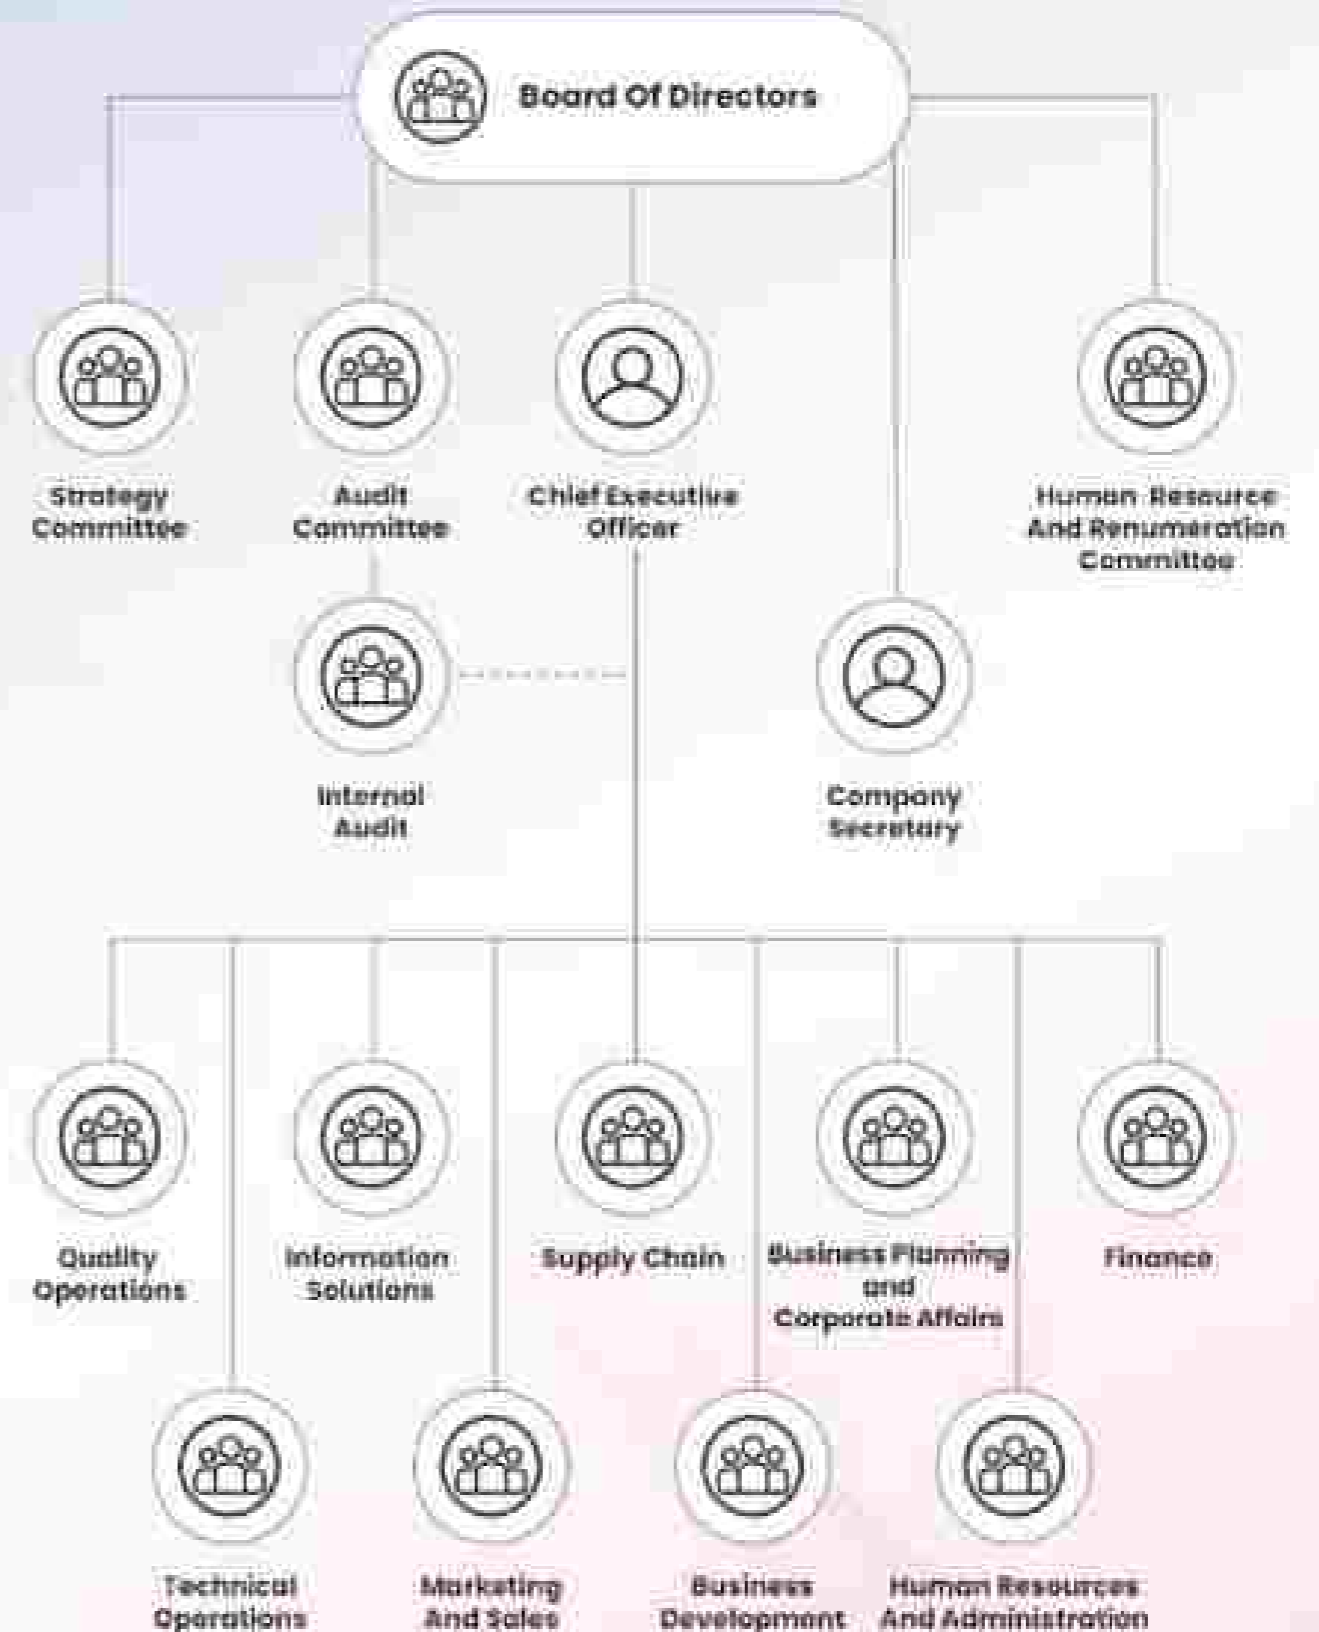 Board Of Directors
Strategy
Committee
Audit
Committee
Chief Executive
Officer
Human Resource
And Renumeration
Committee
Internal
Audit
Company
Secretary
Quality
Operations
Information
Solutions
Supply Chain
Business Planning
and
Corporate Affairs
Finance
Technical
Operations
Marketing
And Sales
Business
Development
Human Resources
And Administration